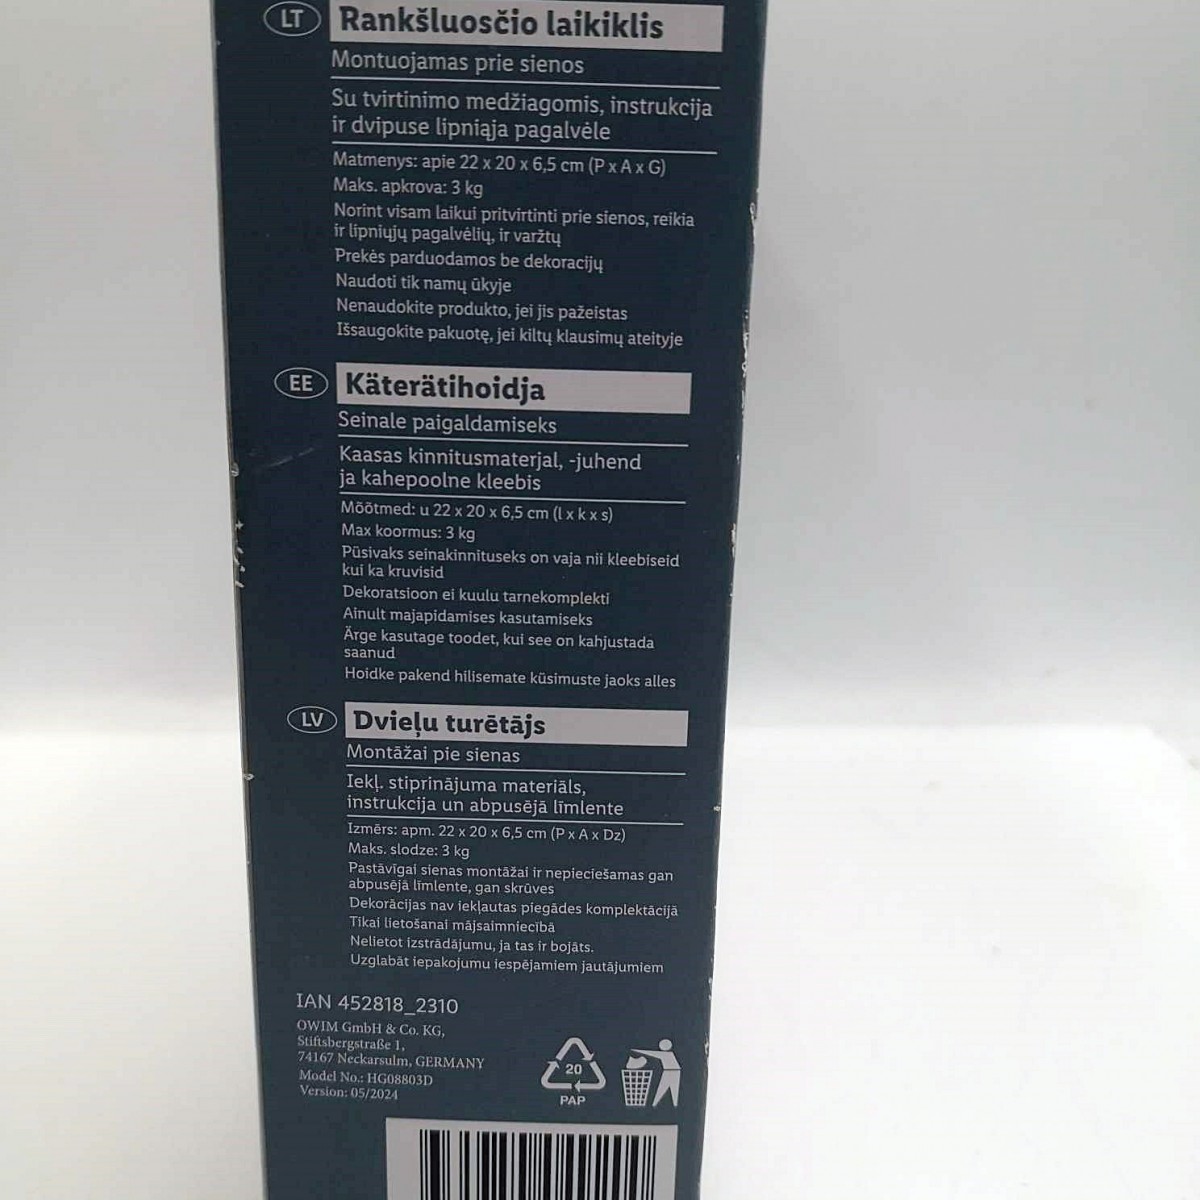 LT Rankšluosčio laikiklis
Montuojamas prie sienos
Su tvirtinimo medžiagomis, instrukcija
ir dvipuse lipniąja pagalvėle
Matmenys: apie 22 x 20 x 6,5 cm (P x A x G)
Maks. apkrova: 3 kg
Norint visam laikui pritvirtinti prie sienos, reikia
ir lipniųjų pagalvėlių, ir varžtų
Prekės parduodamos be dekoracijų
Naudoti tik namų ūkyje
Nenaudokite produkto, jei jis pažeistas
Išsaugokite pakuotę, jei kiltų klausimų ateityje
EE Käterätihoidja
Seinale paigaldamiseks
Kaasas kinnitusmaterjal, -juhend
ja kahepoolne kleebis
Mõõtmed: u 22 x 20 x 6,5 cm (l x k x s)
Max koormus: 3 kg
Püsivaks seinakinnituseks on vaja nii kleebiseid
kui ka kruvisid
Dekoratsioon ei kuulu tarnekomplekti
Ainult majapidamises kasutamiseks
Ärge kasutage toodet, kui see on kahjustada
saanud
Hoidke pakend hilisemate küsimuste jaoks alles
LV Dvieļu turētājs
Montāžai pie sienas
Iekļ. stiprinājuma materiāls,
instrukcija un abpusējā līmlente
Izmērs: apm. 22 x 20 x 6,5 cm (P x A x Dz)
Maks. slodze: 3 kg
Pastāvīgai sienas montāžai ir nepieciešamas gan
abpusējā līmlente, gan skrūves
Dekorācijas nav iekļautas piegādes komplektācijā
Tikai lietošanai mājsaimniecībā
Nelietot izstrādājumu, ja tas ir bojāts.
Uzglabāt iepakojumu iespējamiem jautājumiem
IAN 452818_2310
OWIM GmbH & Co. KG,
Stiftsbergstraße 1,
74167 Neckarsulm, GERMANY
Model No.: HG08803D
Version: 05/2024
20
PAP